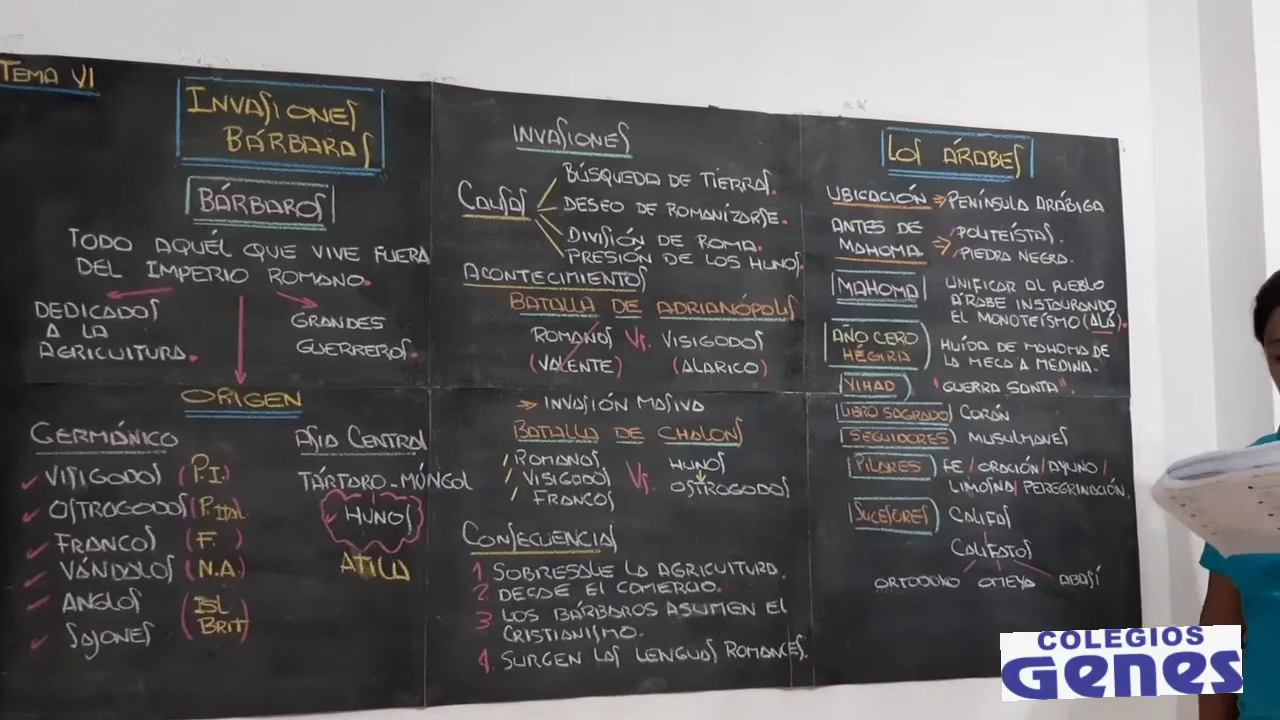 TEMA VI
INVASIONES
BÁRBARAS
BÁRBAROS
TODO AQUÉL QUE VIVE FUERA
DEL IMPERIO ROMANO.
DEDICADOS
A LA
AGRICULTURA.
GRANDES
GUERREROS.
ORIGEN
GERMÁNICO
VISIGODOS (P.I.)
OSTROGODOS (P.Ital)
FRANCOS (F.)
VÁNDALOS (N.A.)
ANGLOS
SAJONES
(ISL
BRIT)
ASIA CENTRAL
TÁRTARO-MÓNGOL
HUNOS
ATILA
INVASIONES
CAUSAS
BÚSQUEDA DE TIERRAS.
DESEO DE ROMANIZARSE.
DIVISIÓN DE ROMA.
PRESIÓN DE LOS HUNOS.
ACONTECIMIENTOS
BATALLA DE ADRIANÓPOLIS
ROMANOS Vs. VISIGODOS
(VALENTE) (ALARICO)
INVASIÓN MASIVA
BATALLA DE CHALONS
ROMANOS
VISIGODOS
FRANCOS
Vs.
HUNOS
OSTROGODOS
CONSECUENCIAS
1. SOBRESALE LA AGRICULTURA.
2. DECAE EL COMERCIO.
3 LOS BÁRBAROS ASUMEN EL
CRISTIANISMO.
4. SURGEN LAS LENGUAS ROMANCES.
LOS ÁRABES
UBICACIÓN PENÍNSULA ARÁBIGA
ANTES DE
MAHOMA
POLITEÍSTAS.
PIEDRA NEGRA.
MAHOMA
UNIFICAR AL PUEBLO
ÁRABE INSTAURANDO
EL MONOTEÍSMO (ALÁ).
AÑO CERO
HÉGIRA
HUÍDA DE MAHOMA DE
LA MECA A MEDINA.
YIHAD "GUERRA SANTA"
LIBRO SAGRADO CORÁN
SEGUIDORES MUSULMANES
PILARES FE / ORACIÓN / AYUNO /
LIMOSNA / PEREGRINACIÓN.
SUCESORES CALIFAS
CALIFATOS
ORTODOXO OMEYA ABASÍ
COLEGIOS
Genes